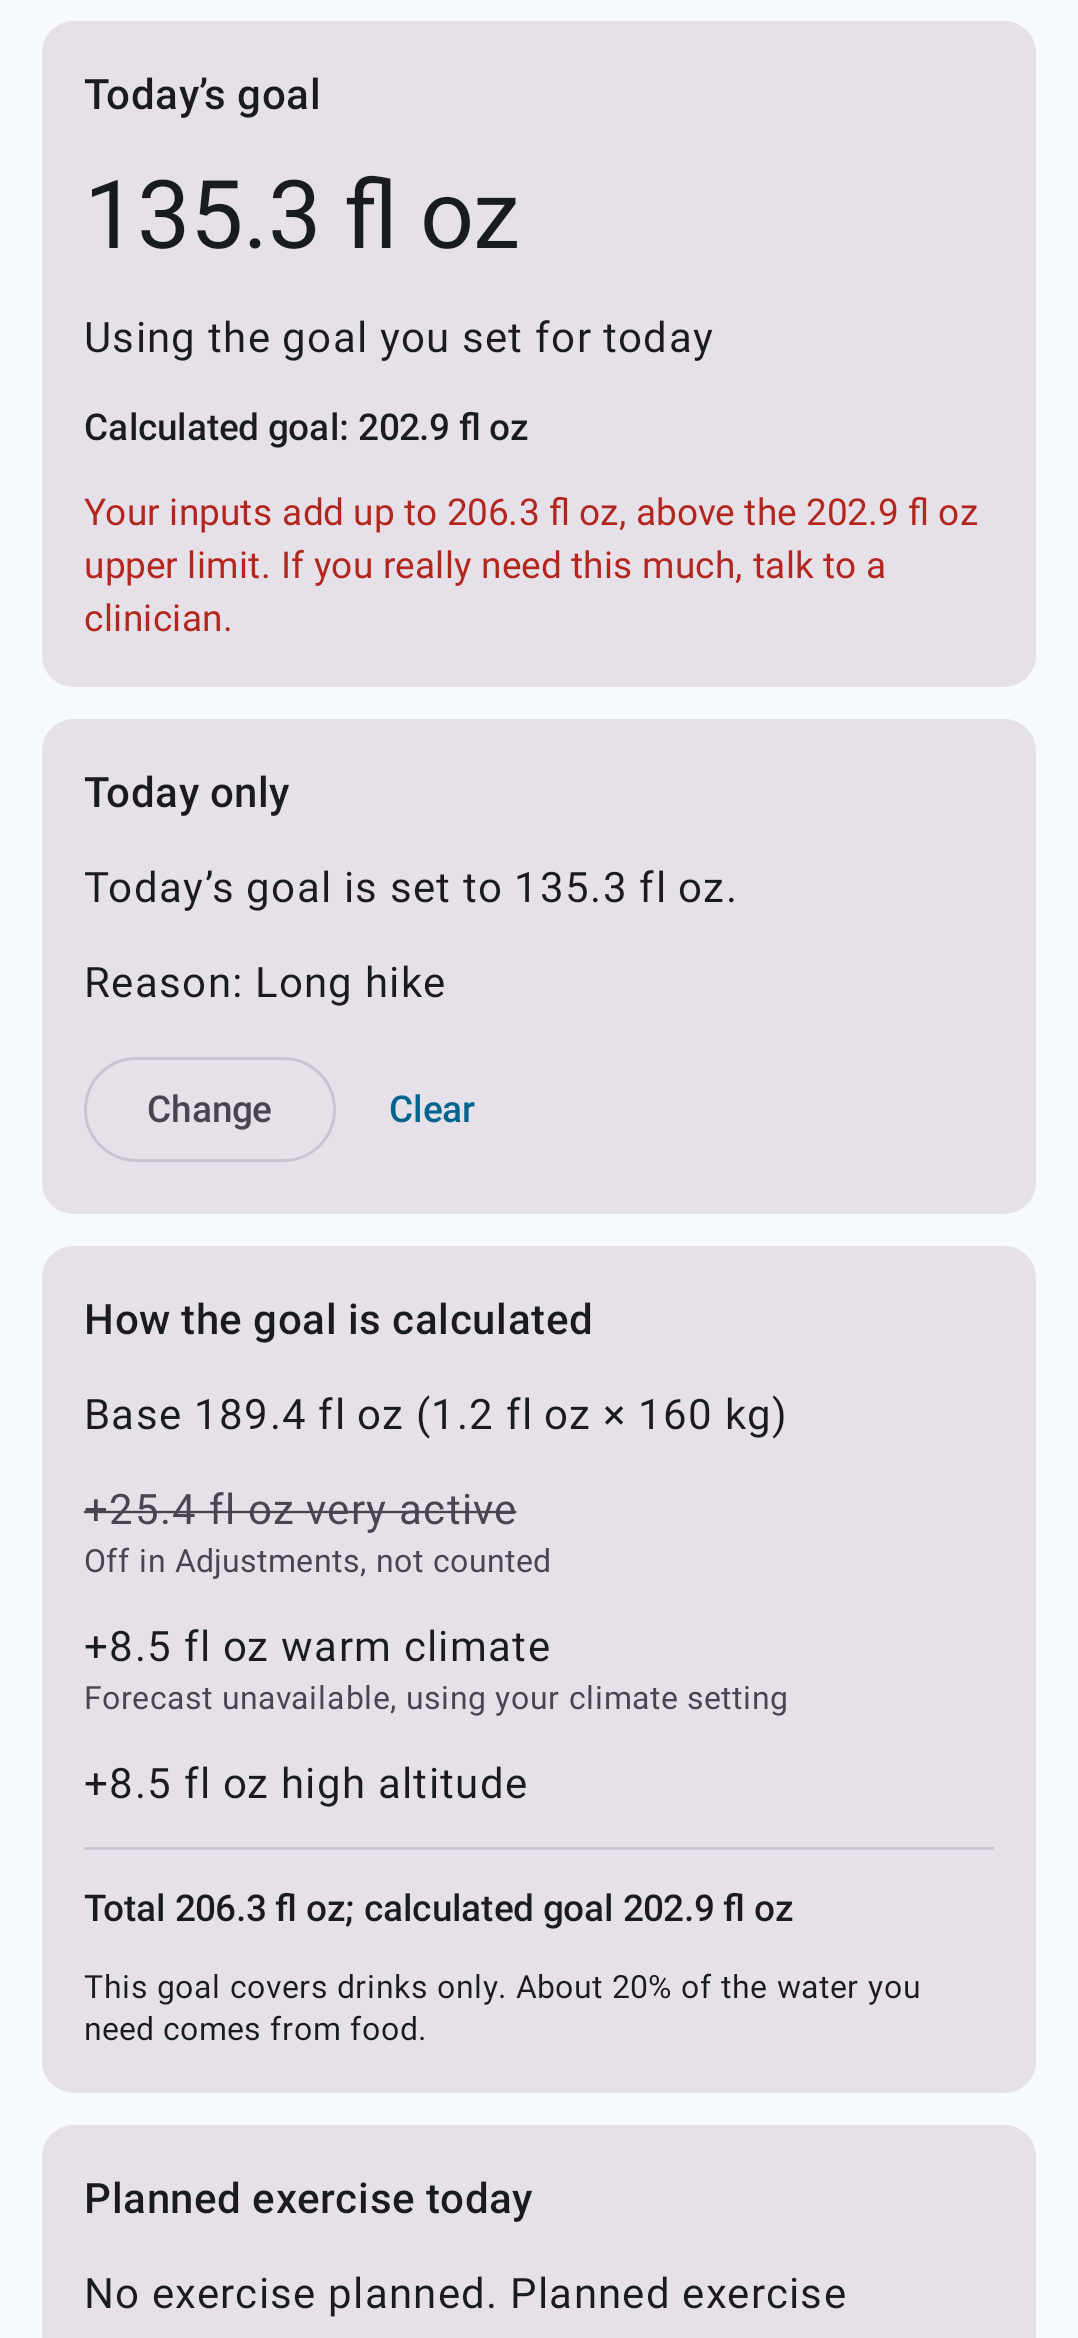 Today’s goal
135.3 fl oz
Using the goal you set for today
Calculated goal: 202.9 fl oz
Your inputs add up to 206.3 fl oz, above the 202.9 fl oz
upper limit. If you really need this much, talk to a
clinician.
Today only
Today’s goal is set to 135.3 fl oz.
Reason: Long hike
Change
Clear
How the goal is calculated
Base 189.4 fl oz (1.2 fl oz × 160 kg)
+25.4 fl oz very active
Off in Adjustments, not counted
+8.5 fl oz warm climate
Forecast unavailable, using your climate setting
+8.5 fl oz high altitude
Total 206.3 fl oz; calculated goal 202.9 fl oz
This goal covers drinks only. About 20% of the water you
need comes from food.
Planned exercise today
No exercise planned. Planned exercise